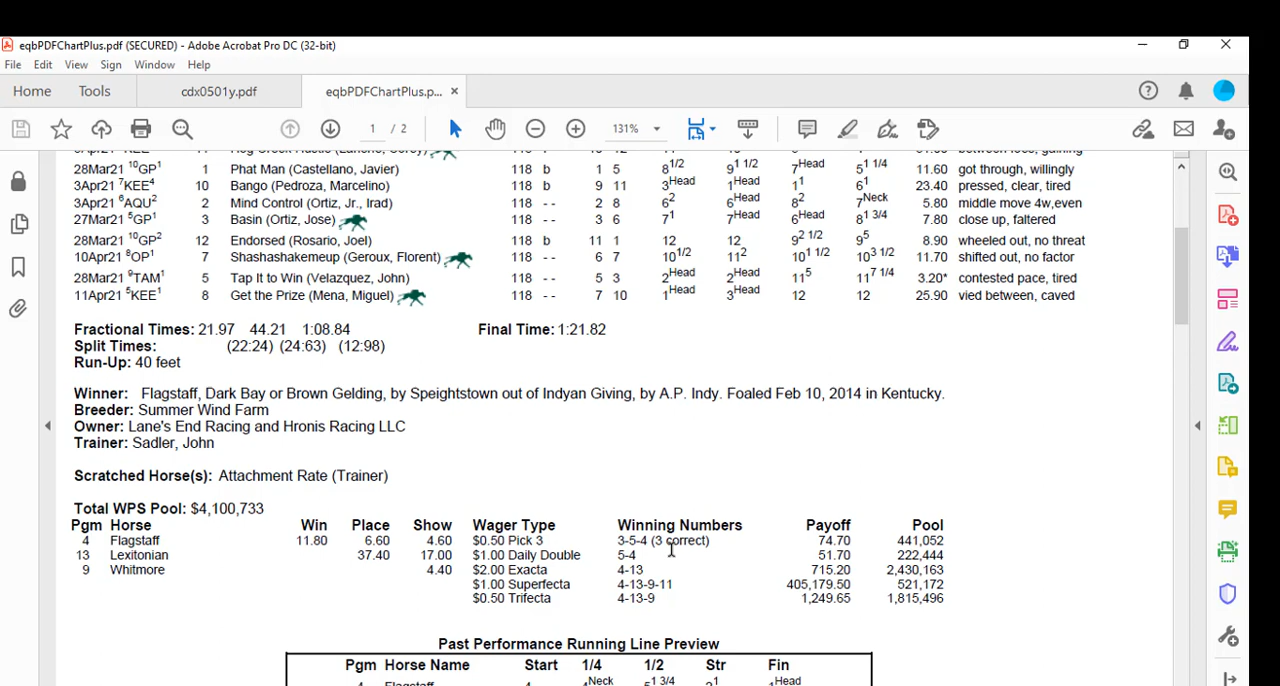 eqbPDFChartPlus.pdf (SECURED) - Adobe Acrobat Pro DC (32-bit)
File Edit View Sign Window Help
Home Tools cdx0501y.pdf eqbPDFChartPlus.p... ×
1 / 2 131%
28Mar21 10GP1 1 Phat Man (Castellano, Javier) 118 b 1 5 8 1/2 9 1 1/2 7 Head 5 1 1/4 11.60 got through, willingly
3Apr21 7KEE4 10 Bango (Pedroza, Marcelino) 118 b 9 11 3 Head 1 Head 1 1 6 1 23.40 pressed, clear, tired
3Apr21 6AQU2 2 Mind Control (Ortiz, Jr., Irad) 118 - - 2 8 6 2 6 Head 8 2 7 Neck 5.80 middle move 4w,even
27Mar21 5GP1 3 Basin (Ortiz, Jose) 118 - - 3 6 7 1 7 Head 6 Head 8 1 3/4 7.80 close up, faltered
28Mar21 10GP2 12 Endorsed (Rosario, Joel) 118 b 11 1 12 12 9 2 1/2 9 5 8.90 wheeled out, no threat
10Apr21 8OP1 7 Shashashakemeup (Geroux, Florent) 118 - - 6 7 10 1/2 11 2 10 1 1/2 10 3 1/2 11.70 shifted out, no factor
28Mar21 9TAM1 5 Tap It to Win (Velazquez, John) 118 - - 5 3 2 Head 2 Head 11 5 11 7 1/4 3.20* contested pace, tired
11Apr21 5KEE1 8 Get the Prize (Mena, Miguel) 118 - - 7 10 1 Head 3 Head 12 12 25.90 vied between, caved
Fractional Times: 21.97 44.21 1:08.84 Final Time: 1:21.82
Split Times: (22:24) (24:63) (12:98)
Run-Up: 40 feet
Winner: Flagstaff, Dark Bay or Brown Gelding, by Speightstown out of Indyan Giving, by A.P. Indy. Foaled Feb 10, 2014 in Kentucky.
Breeder: Summer Wind Farm
Owner: Lane's End Racing and Hronis Racing LLC
Trainer: Sadler, John
Scratched Horse(s): Attachment Rate (Trainer)
Total WPS Pool: $4,100,733
Pgm Horse Win Place Show Wager Type Winning Numbers Payoff Pool
4 Flagstaff 11.80 6.60 4.60 $0.50 Pick 3 3-5-4 (3 correct) 74.70 441,052
13 Lexitonian 37.40 17.00 $1.00 Daily Double 5-4 51.70 222,444
9 Whitmore 4.40 $2.00 Exacta 4-13 715.20 2,430,163
$1.00 Superfecta 4-13-9-11 405,179.50 521,172
$0.50 Trifecta 4-13-9 1,249.65 1,815,496
Past Performance Running Line Preview
Pgm Horse Name Start 1/4 1/2 Str Fin